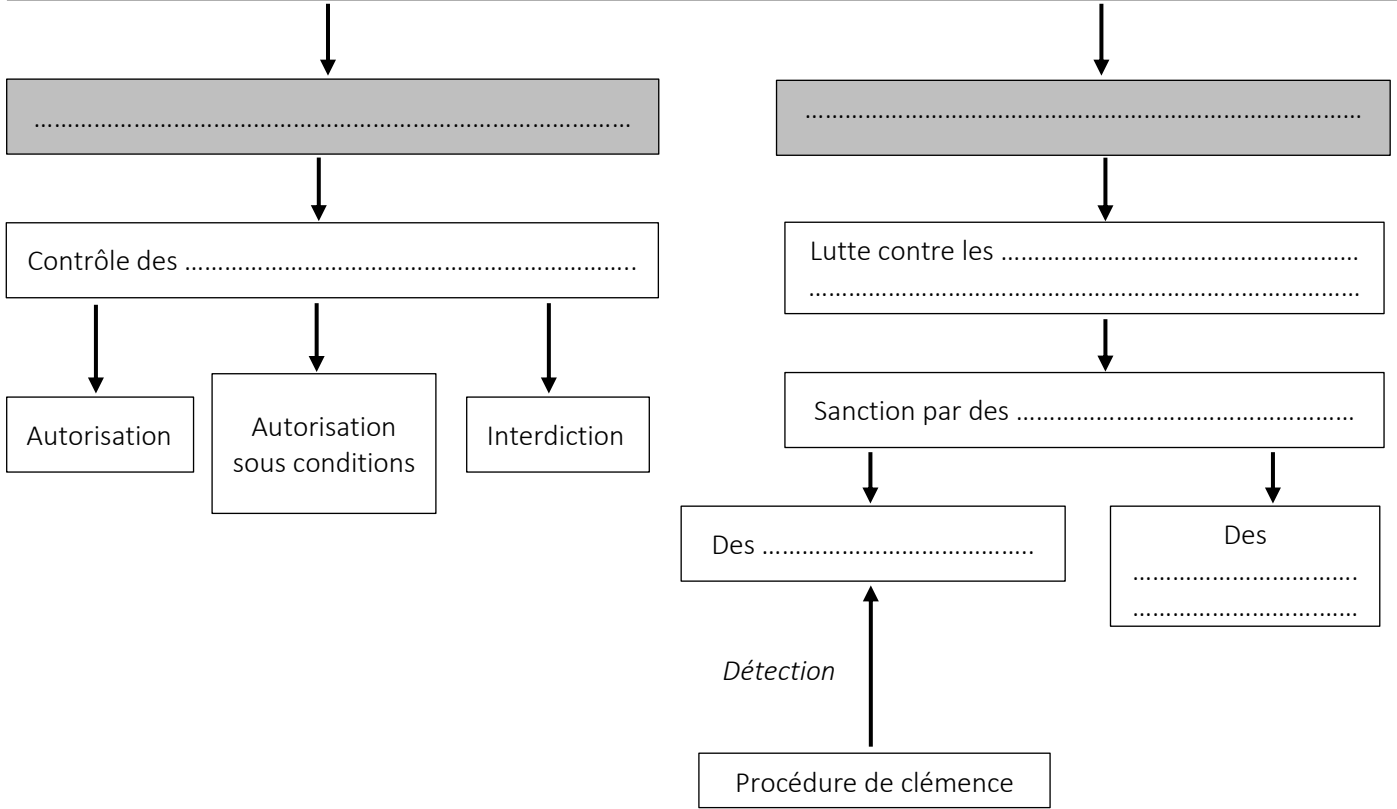 ……………………………………………………………………………
………………………………………………………………………
Contrôle des ………………………………………………………..
Lutte contre les ……………………………………………
………………………………………………………………………
Autorisation
Autorisation
sous conditions
Interdiction
Sanction par des …………………………………………
Des ………………………………..
Des
………………………….
………………………….
Détection
Procédure de clémence